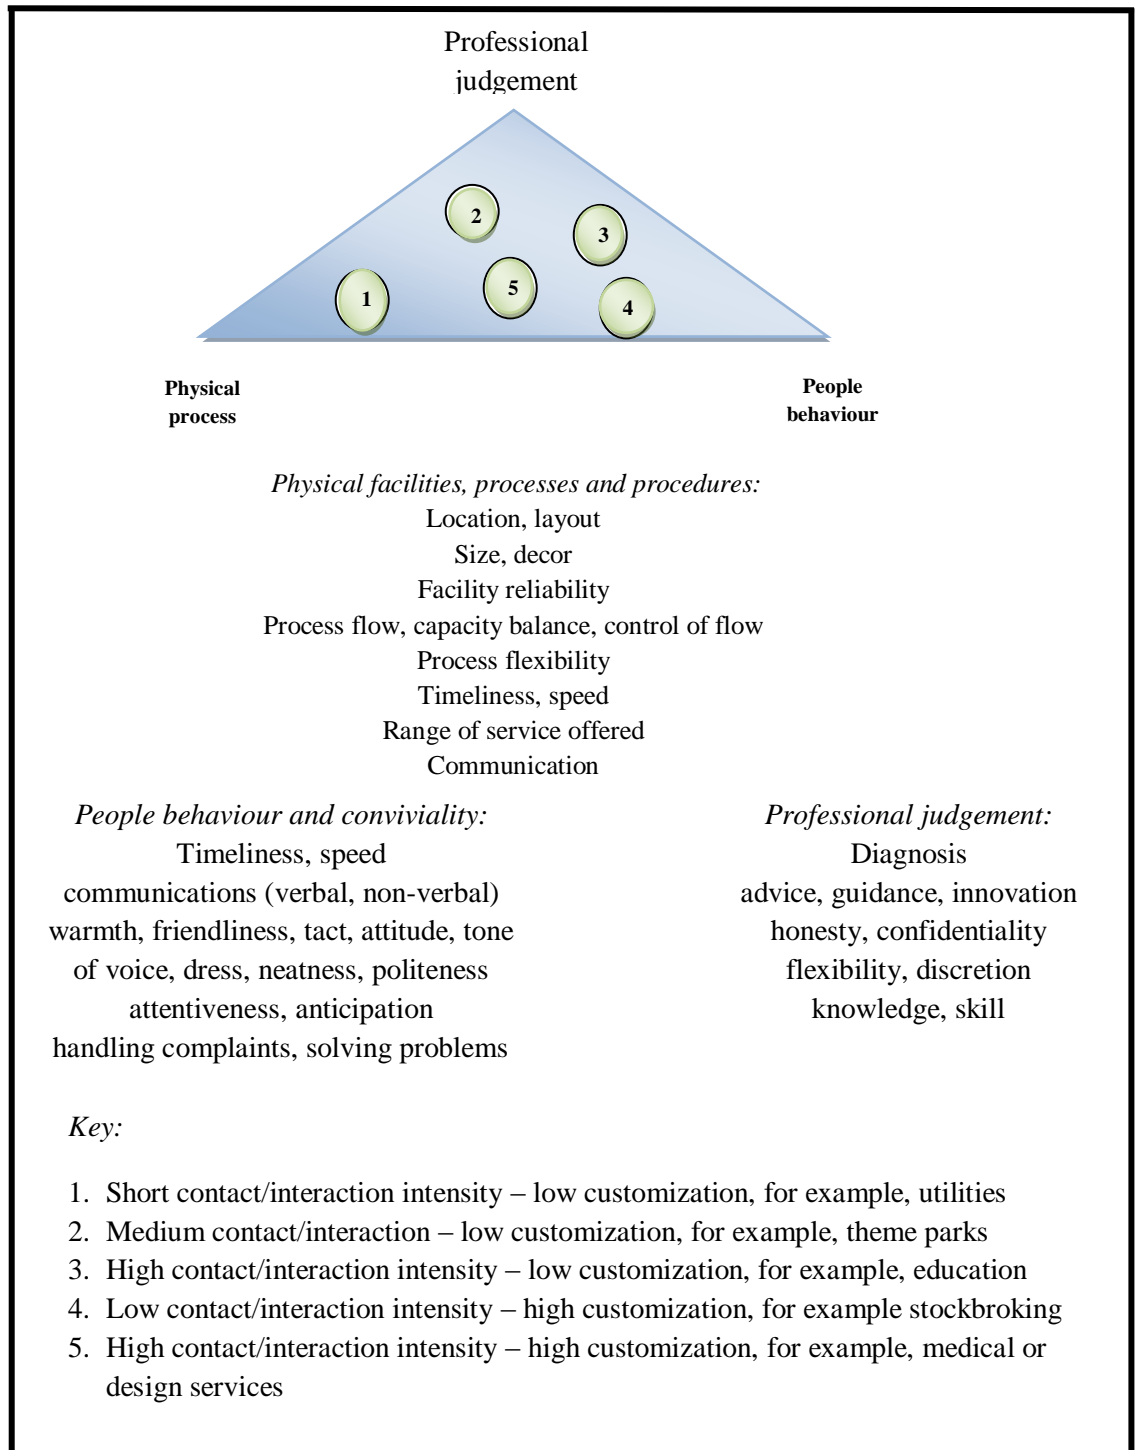 Professional
judgement
2
3
5
1
4
Physical
process
People
behaviour
Physical facilities, processes and procedures:
Location, layout
Size, decor
Facility reliability
Process flow, capacity balance, control of flow
Process flexibility
Timeliness, speed
Range of service offered
Communication
People behaviour and conviviality:
Timeliness, speed
communications (verbal, non-verbal)
warmth, friendliness, tact, attitude, tone
of voice, dress, neatness, politeness
attentiveness, anticipation
handling complaints, solving problems
Professional judgement:
Diagnosis
advice, guidance, innovation
honesty, confidentiality
flexibility, discretion
knowledge, skill
Key:
1. Short contact/interaction intensity – low customization, for example, utilities
2. Medium contact/interaction – low customization, for example, theme parks
3. High contact/interaction intensity – low customization, for example, education
4. Low contact/interaction intensity – high customization, for example stockbroking
5. High contact/interaction intensity – high customization, for example, medical or
design services